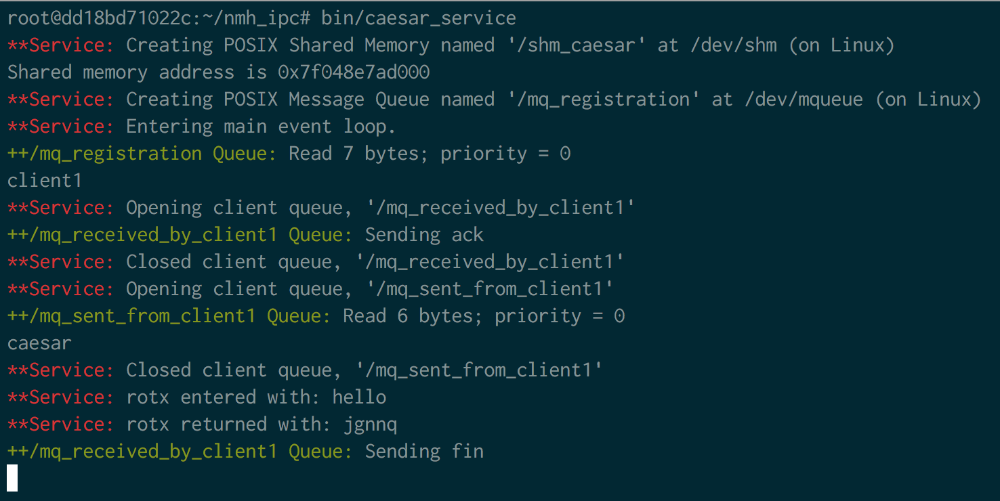 root@dd18bd71022c:~/nmh_ipc# bin/caesar_service
**Service: Creating POSIX Shared Memory named '/shm_caesar' at /dev/shm (on Linux)
Shared memory address is 0x7f048e7ad000
**Service: Creating POSIX Message Queue named '/mq_registration' at /dev/mqueue (on Linux)
**Service: Entering main event loop.
++/mq_registration Queue: Read 7 bytes; priority = 0
client1
**Service: Opening client queue, '/mq_received_by_client1'
++/mq_received_by_client1 Queue: Sending ack
**Service: Closed client queue, '/mq_received_by_client1'
**Service: Opening client queue, '/mq_sent_from_client1'
++/mq_sent_from_client1 Queue: Read 6 bytes; priority = 0
caesar
**Service: Closed client queue, '/mq_sent_from_client1'
**Service: rotx entered with: hello
**Service: rotx returned with: jgnnq
++/mq_received_by_client1 Queue: Sending fin